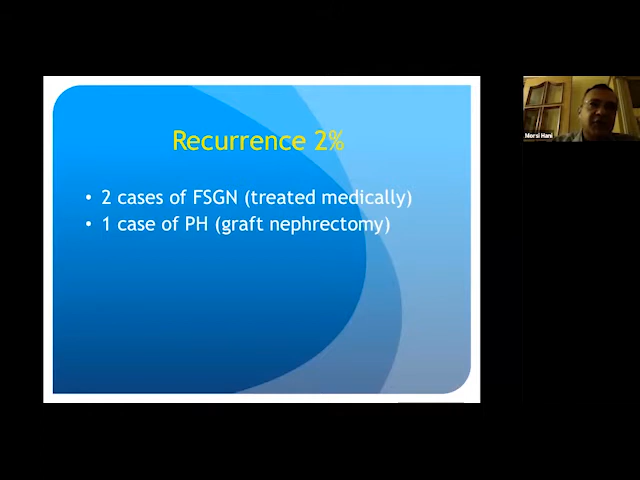 Recurrence 2%
• 2 cases of FSGN (treated medically)
• 1 case of PH (graft nephrectomy)
Morsi Hani